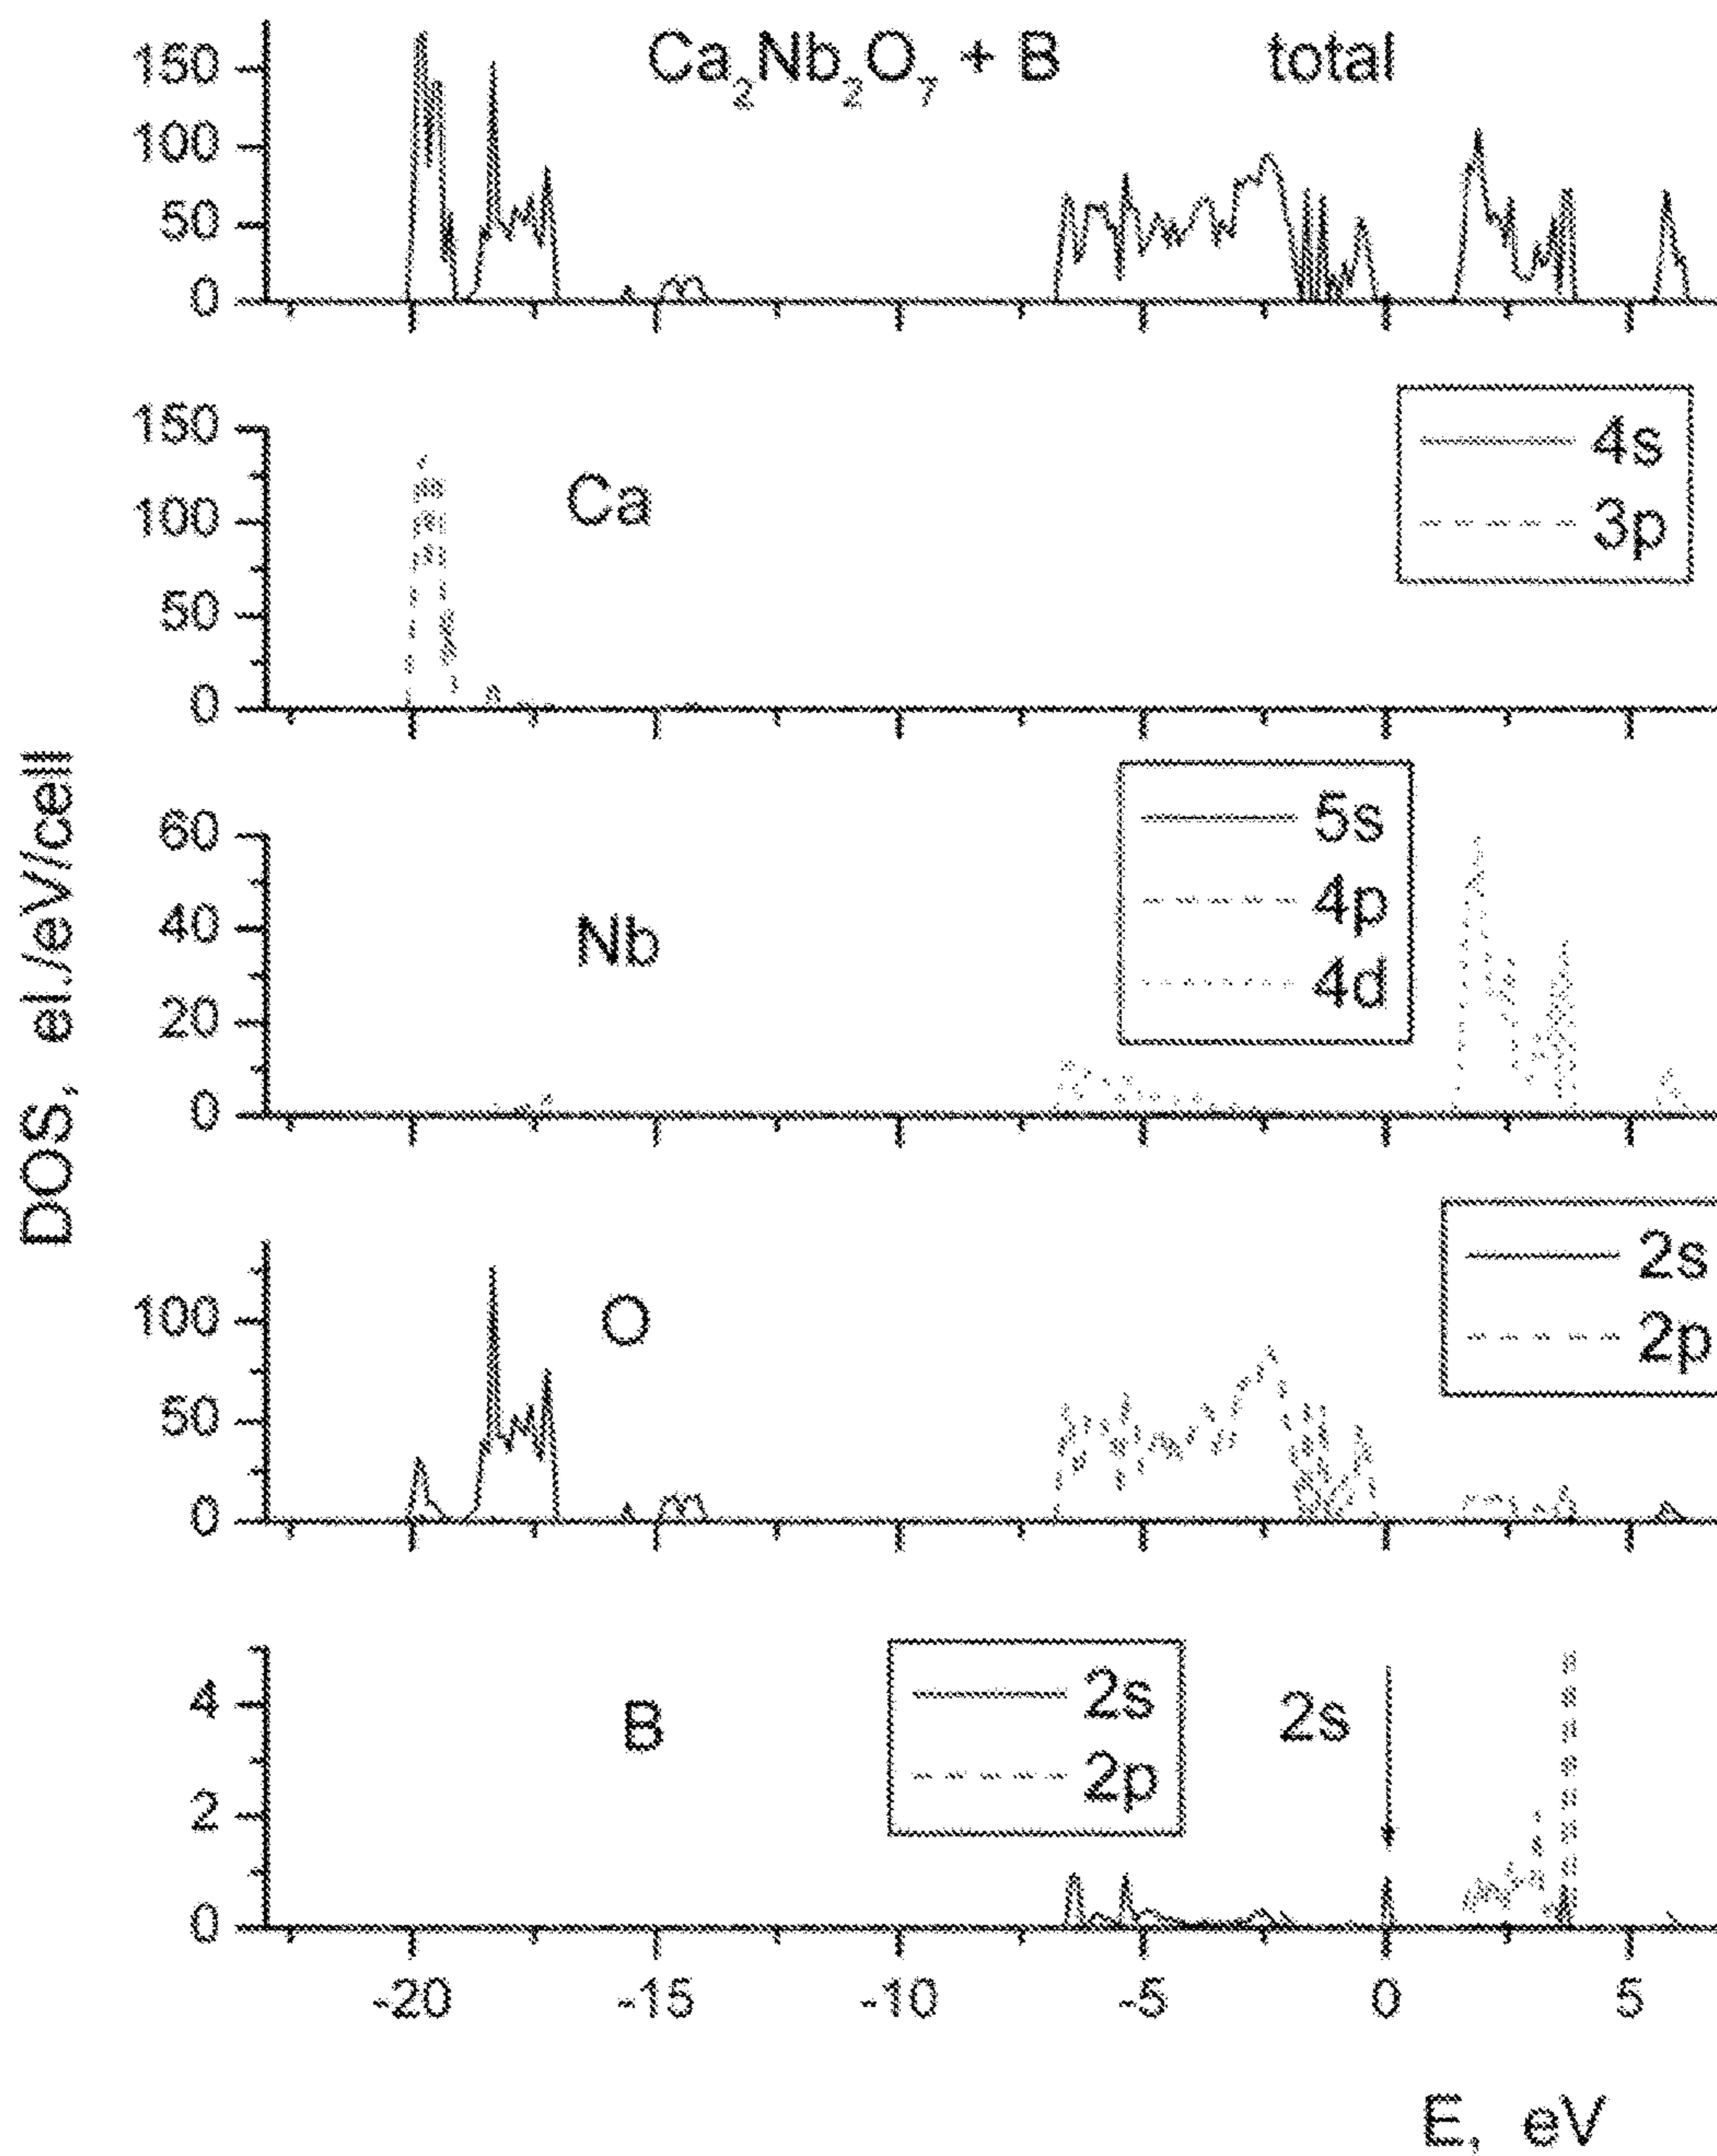 Ca₂Nb₂O₇ + B total
150
100
50
0
4s
3p
Ca
150
100
50
0
5s
4p
4d
Nb
60
40
20
0
DOS, el./eV/cell
2s
2p
O
100
50
0
2s
2p
B
2s
4
2
0
-20 -15 -10 -5 0 5
E, eV